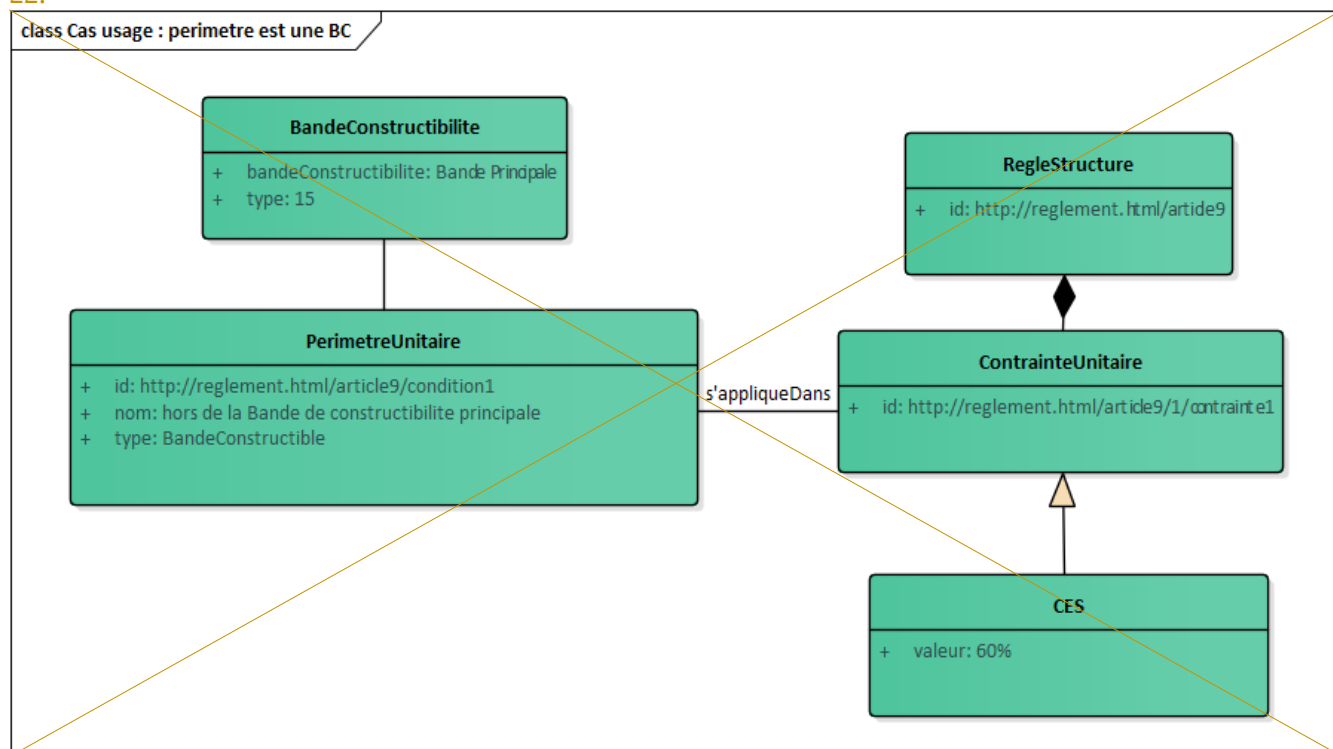 class Cas usage : perimetre est une BC
BandeConstructibilite
+ bandeConstructibilite: Bande Principale
+ type: 15
RegleStructure
+ id: http://reglement.html/article9
PerimetreUnitaire
+ id: http://reglement.html/article9/condition1
+ nom: hors de la Bande de constructibilite principale
+ type: BandeConstructible
s'appliqueDans
ContrainteUnitaire
+ id: http://reglement.html/article9/1/contrainte1
CES
+ valeur: 60%